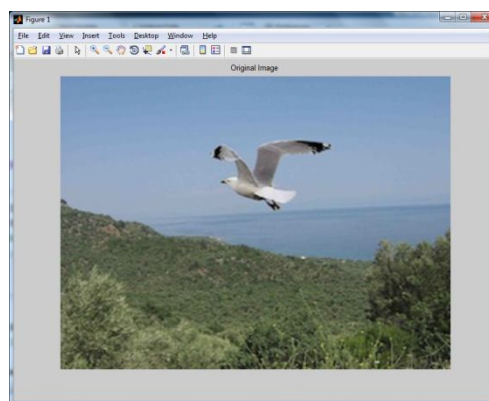 Figure 1
File Edit View Insert Tools Desktop Window Help
Original Image